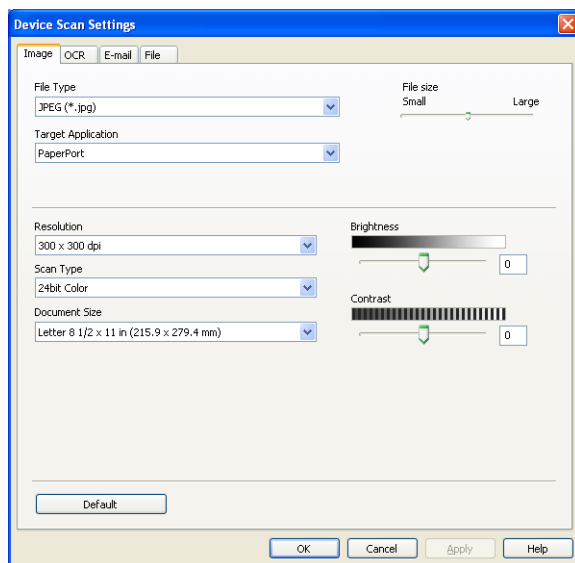 Device Scan Settings
Image OCR E-mail File
File Type
JPEG (*.jpg)
File size
Small Large
Target Application
PaperPort
Resolution
300 x 300 dpi
Brightness
0
Scan Type
24bit Color
Contrast
0
Document Size
Letter 8 1/2 x 11 in (215.9 x 279.4 mm)
Default
OK Cancel Apply Help